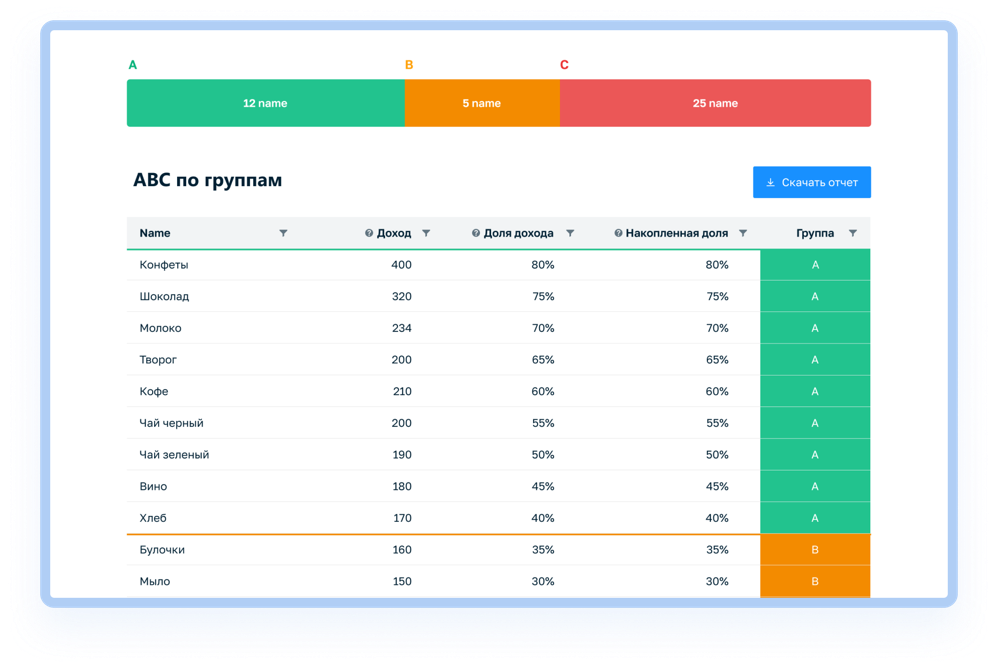 A B C
12 name 5 name 25 name
ABC по группам
Скачать отчет
Name Доход Доля дохода Накопленная доля Группа
Конфеты 400 80% 80% A
Шоколад 320 75% 75% A
Молоко 234 70% 70% A
Творог 200 65% 65% A
Кофе 210 60% 60% A
Чай черный 200 55% 55% A
Чай зеленый 190 50% 50% A
Вино 180 45% 45% A
Хлеб 170 40% 40% A
Булочки 160 35% 35% B
Мыло 150 30% 30% B